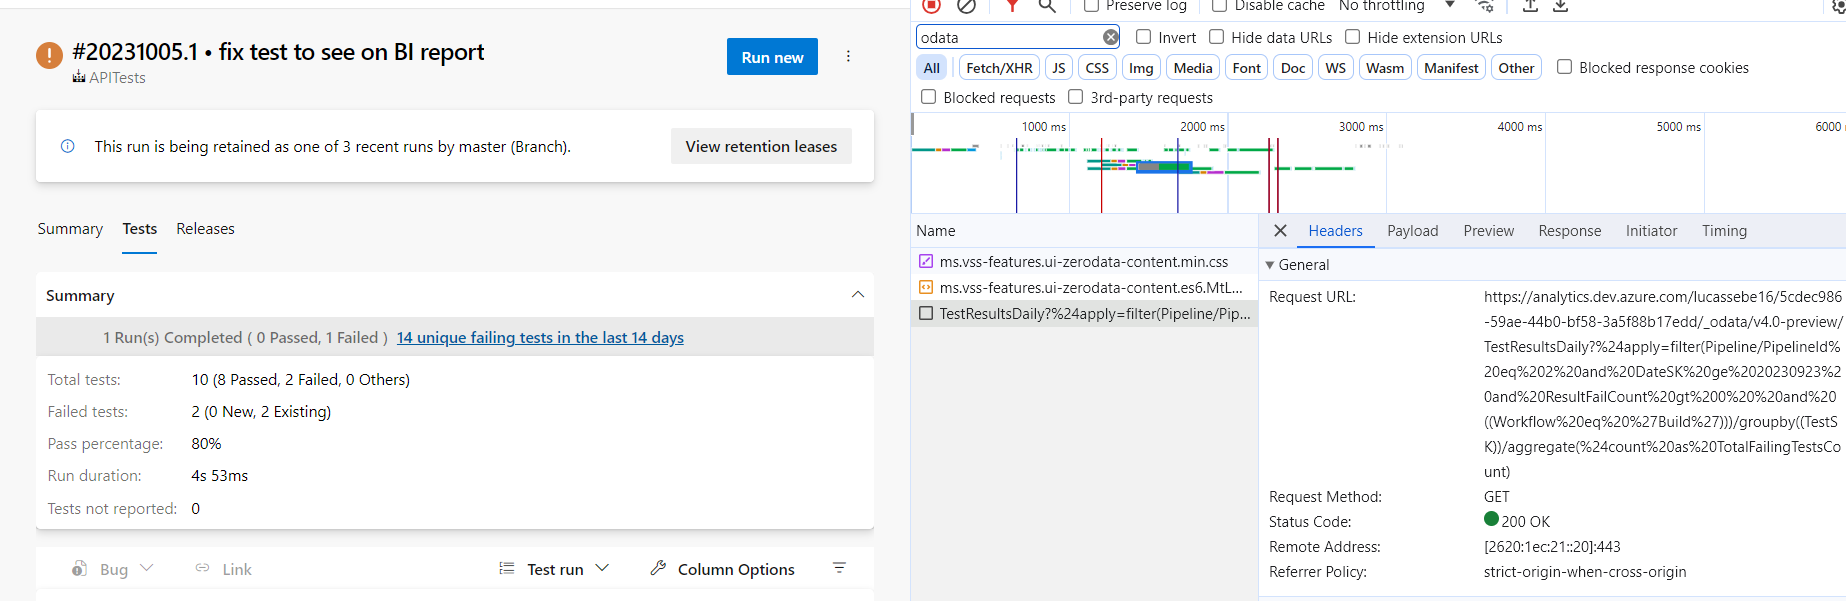 #20231005.1 • fix test to see on BI report
APITests
Run new
This run is being retained as one of 3 recent runs by master (Branch).
View retention leases
Summary Tests Releases
Summary
1 Run(s) Completed ( 0 Passed, 1 Failed ) 14 unique failing tests in the last 14 days
Total tests: 10 (8 Passed, 2 Failed, 0 Others)
Failed tests: 2 (0 New, 2 Existing)
Pass percentage: 80%
Run duration: 4s 53ms
Tests not reported: 0
Bug Link Test run Column Options
Preserve log Disable cache No throttling
odata Invert Hide data URLs Hide extension URLs
All Fetch/XHR JS CSS Img Media Font Doc WS Wasm Manifest Other Blocked response cookies
Blocked requests 3rd-party requests
1000 ms 2000 ms 3000 ms 4000 ms 5000 ms 6000
Name
ms.vss-features.ui-zerodata-content.min.css
ms.vss-features.ui-zerodata-content.es6.MtL...
TestResultsDaily?%24apply=filter(Pipeline/Pip...
Headers Payload Preview Response Initiator Timing
General
Request URL: https://analytics.dev.azure.com/lucassebe16/5cdec986
-59ae-44b0-bf58-3a5f88b17edd/_odata/v4.0-preview/
TestResultsDaily?%24apply=filter(Pipeline/PipelineId%
20eq%202%20and%20DateSK%20ge%2020230923%2
0and%20ResultFailCount%20gt%200%20%20and%20
((Workflow%20eq%20%27Build%27)))/groupby((TestS
K))/aggregate(%24count%20as%20TotalFailingTestsCo
unt)
Request Method: GET
Status Code: 200 OK
Remote Address: [2620:1ec:21::20]:443
Referrer Policy: strict-origin-when-cross-origin